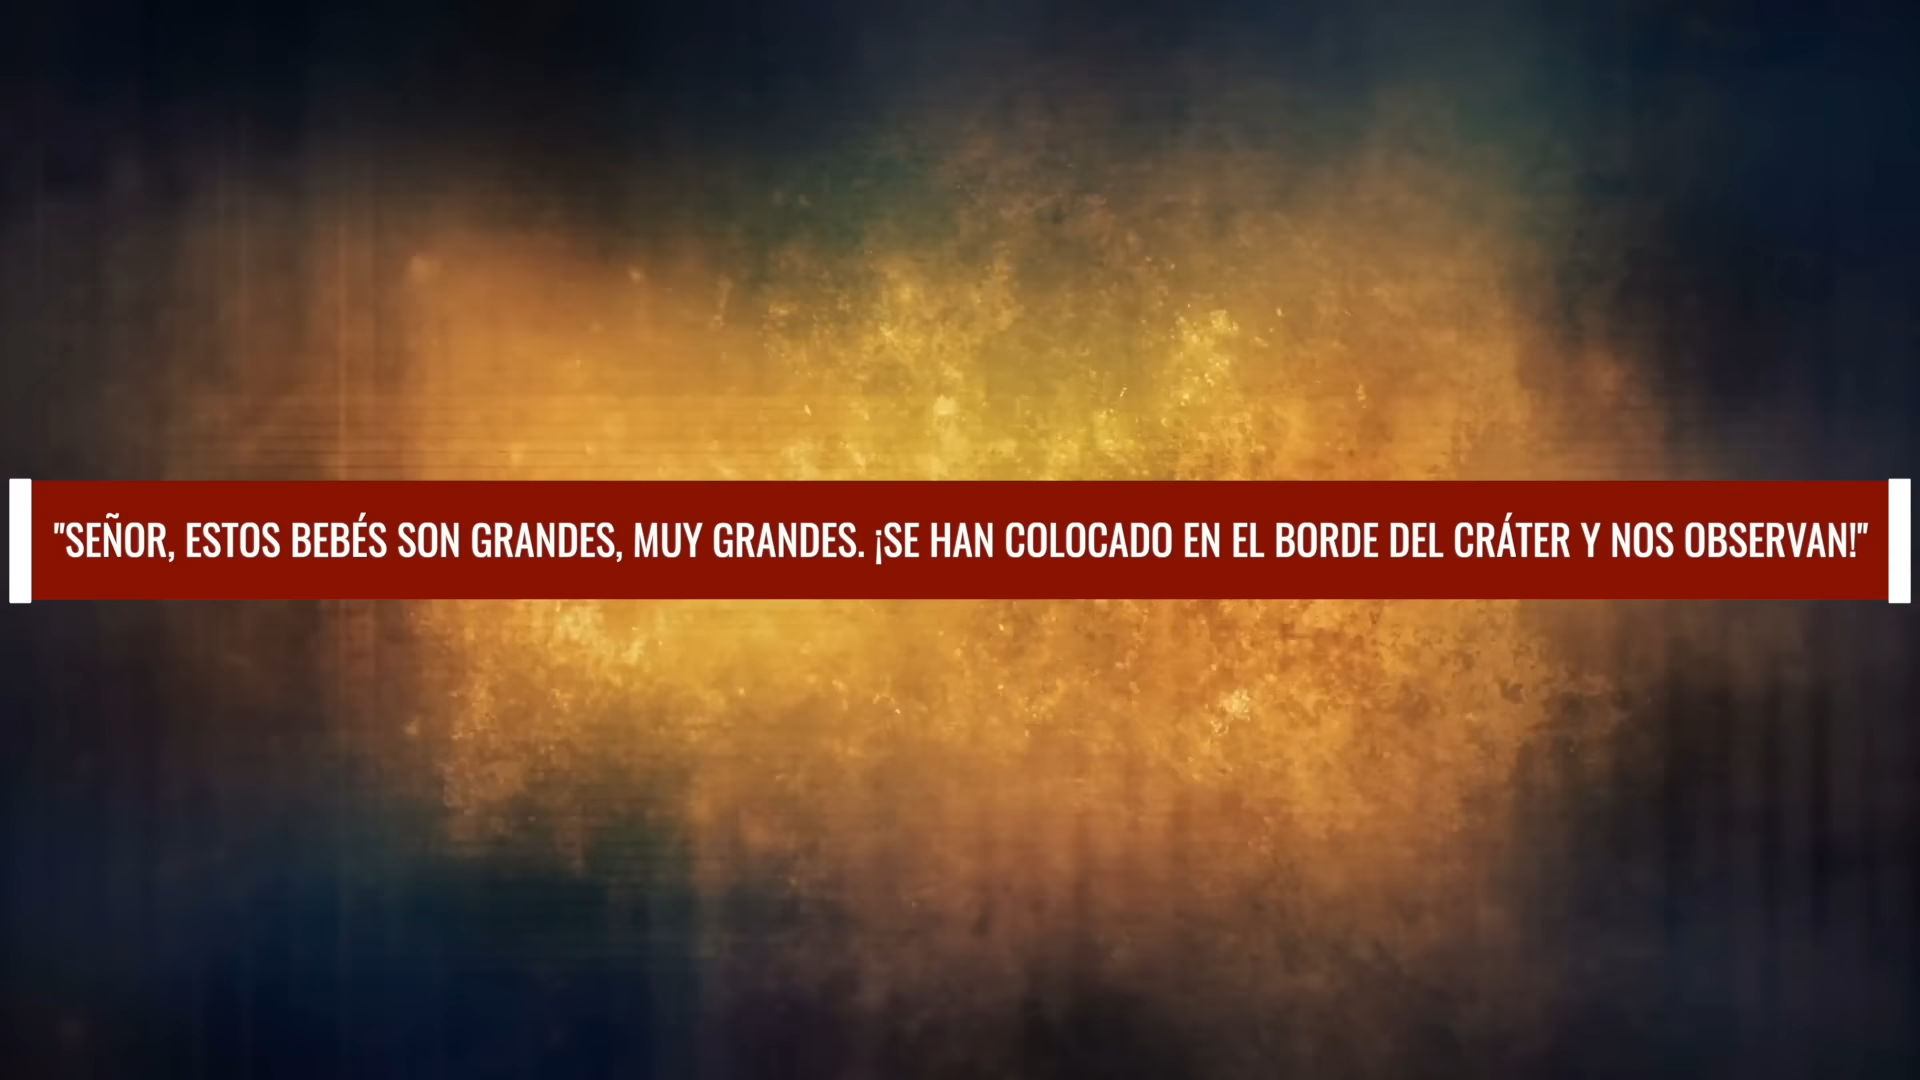 "SEÑOR, ESTOS BEBÉS SON GRANDES, MUY GRANDES. ¡SE HAN COLOCADO EN EL BORDE DEL CRÁTER Y NOS OBSERVAN!"